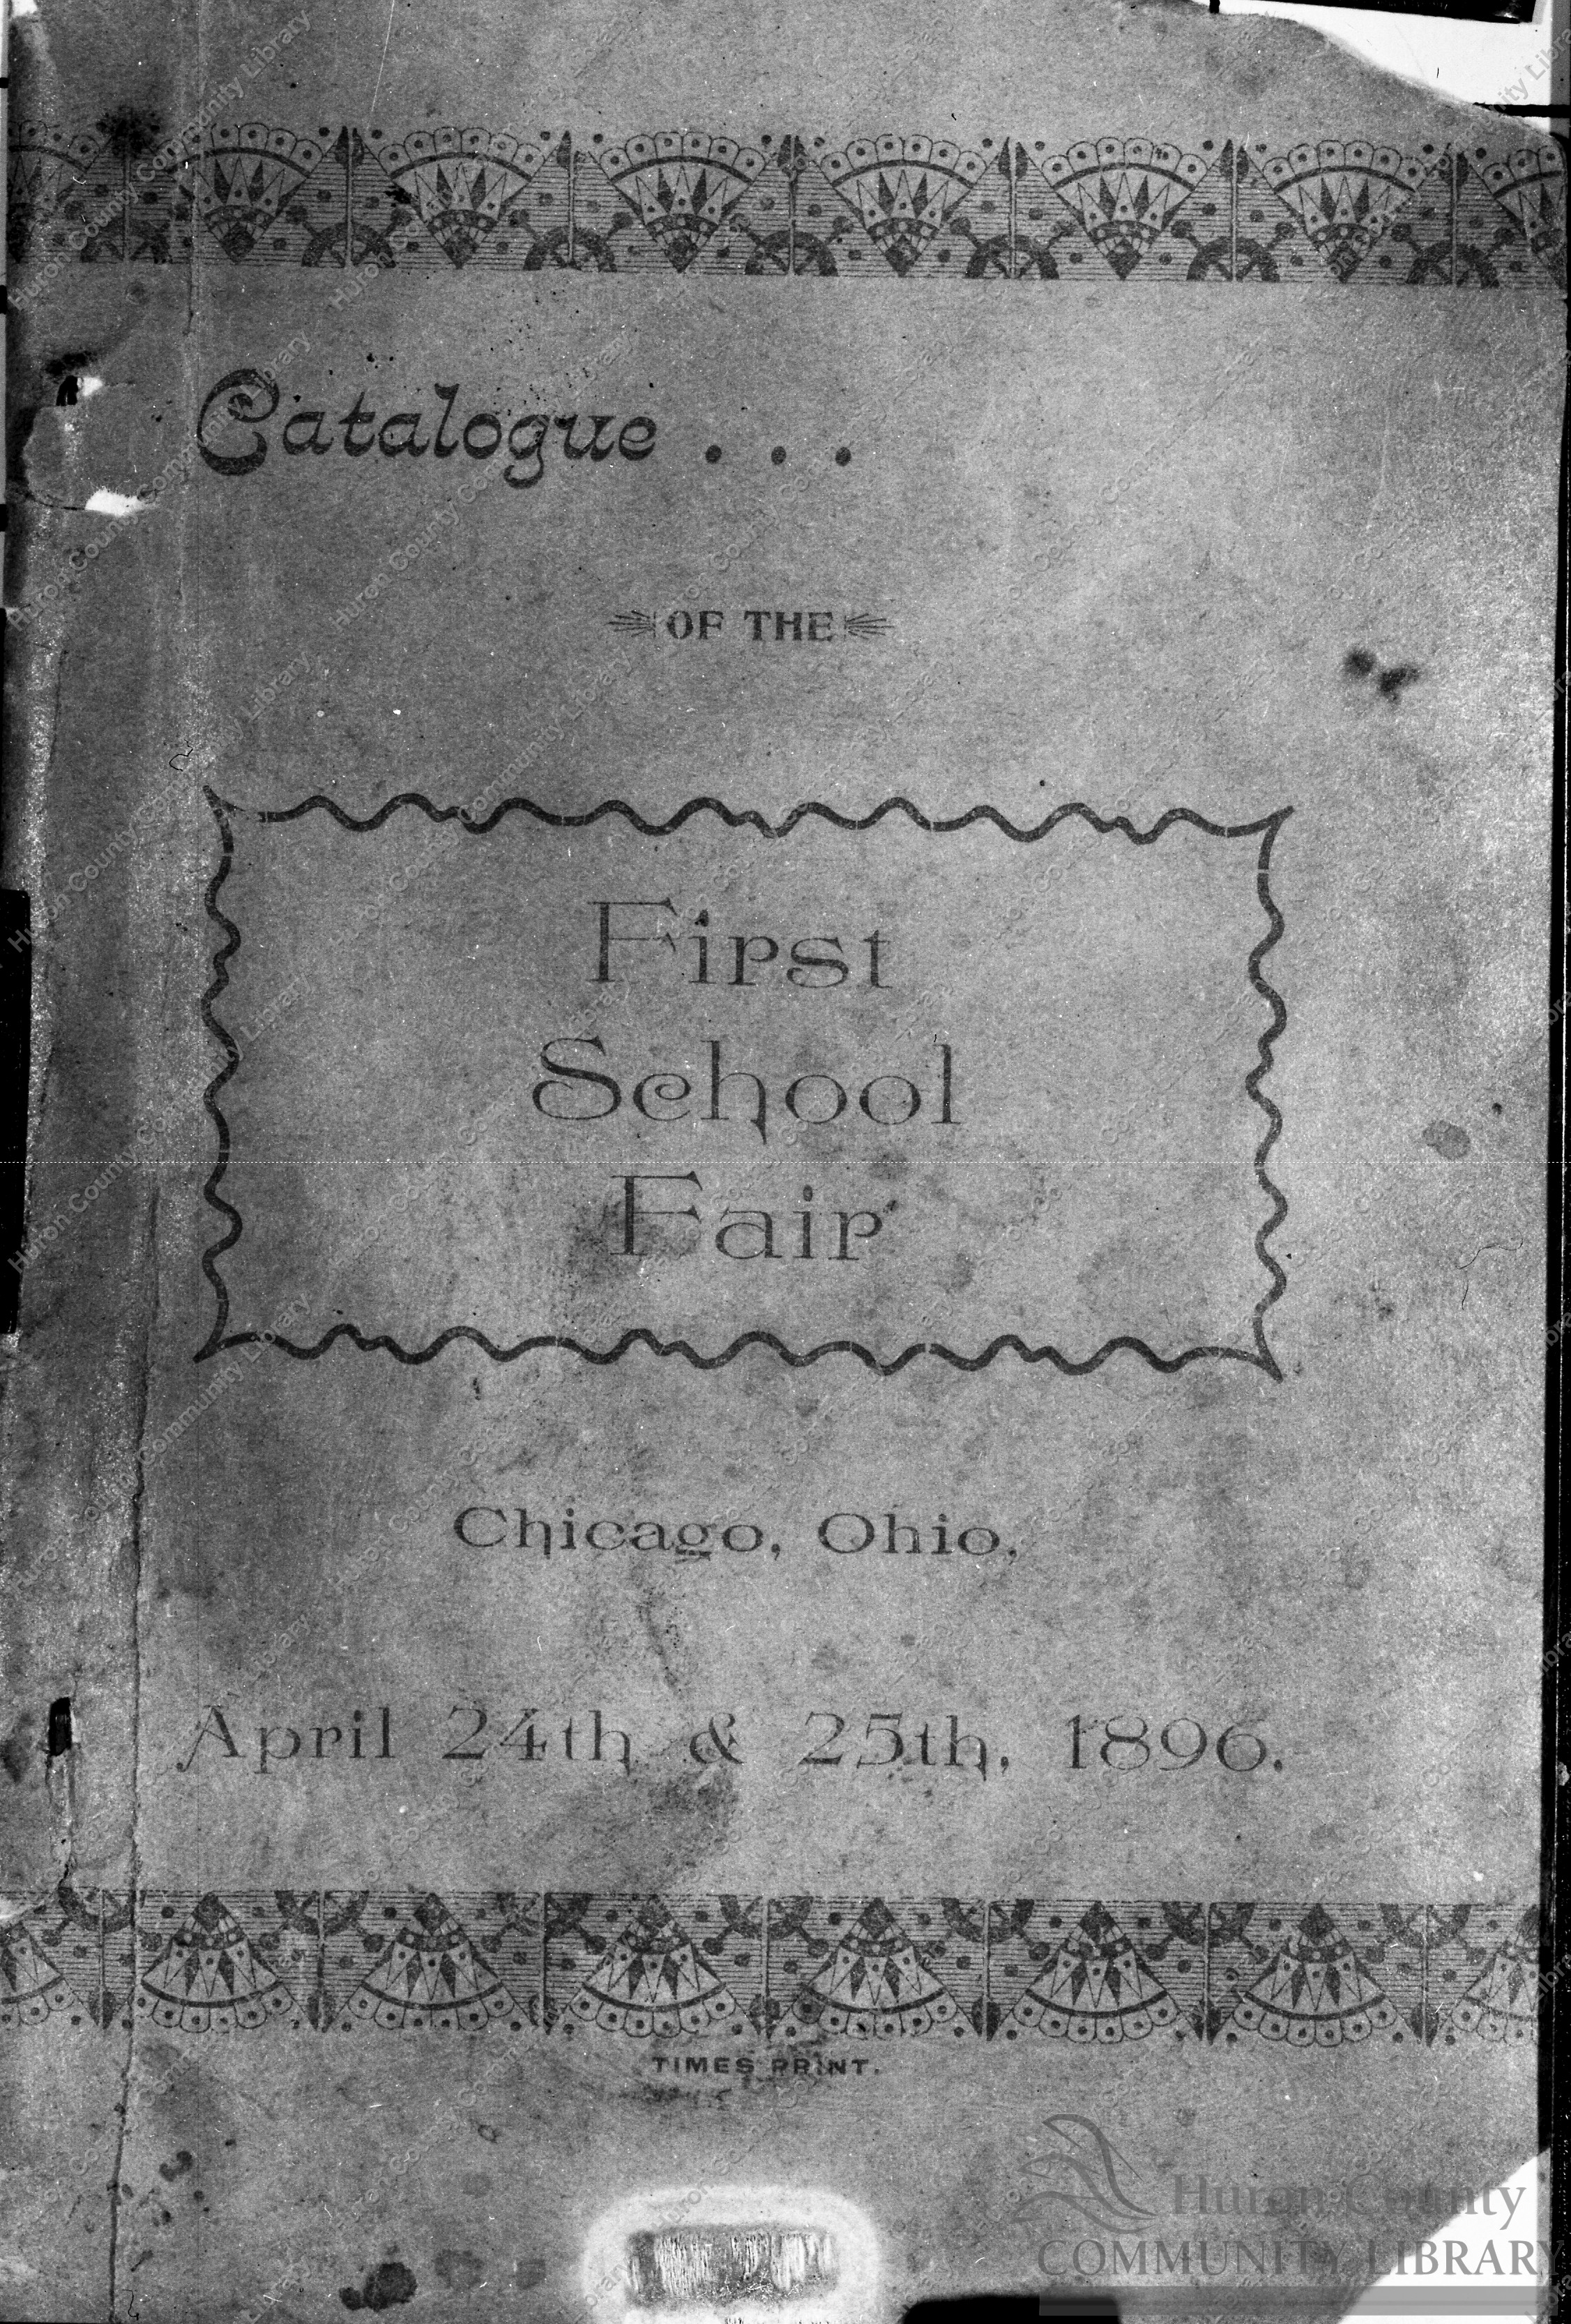 Catalogue . . .
OF THE
First
School
Fair
Chicago, Ohio,
April 24th & 25th, 1896.
TIMES PRINT.
Huron County
COMMUNITY LIBRARY